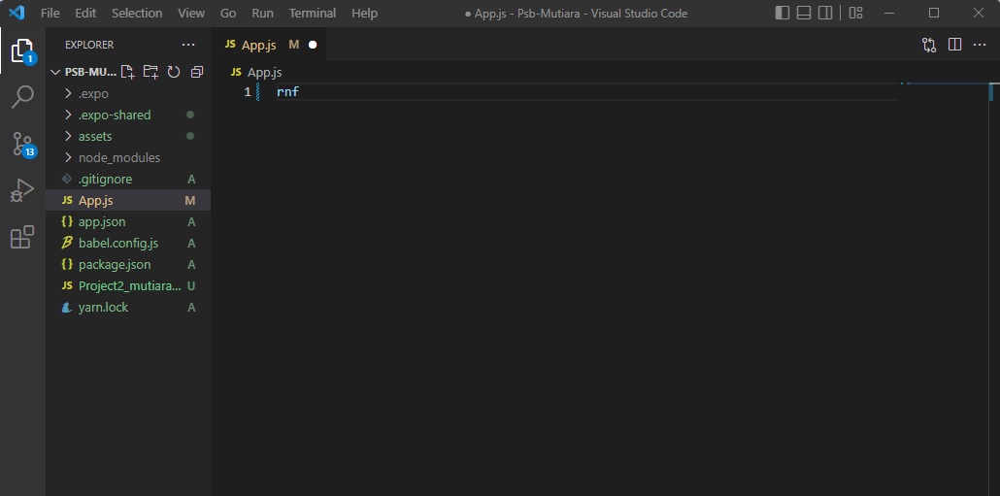 File Edit Selection View Go Run Terminal Help ● App.js - Psb-Mutiara - Visual Studio Code
EXPLORER ...
PSB-MU...
.expo
.expo-shared
assets
node_modules
.gitignore A
JS App.js M
{} app.json A
babel.config.js A
{} package.json A
JS Project2_mutiara... U
yarn.lock A
1
13
JS App.js M ●
JS App.js
1 rnf